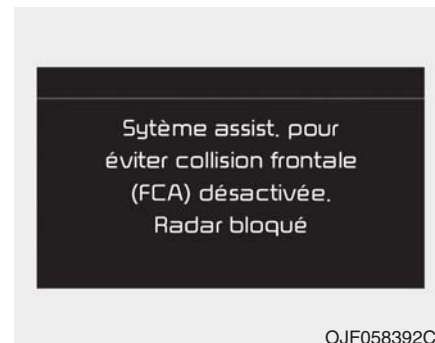 Sytème assist. pour
éviter collision frontale
(FCA) désactivée.
Radar bloqué
OJF058392C